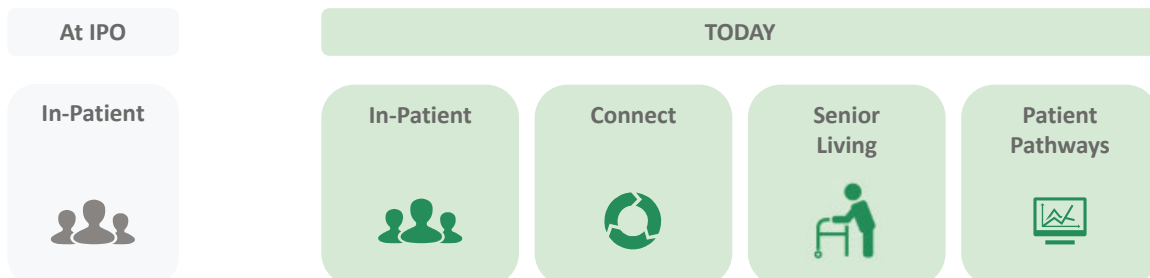 At IPO
TODAY
In-Patient
In-Patient
Connect
Senior
Living
Patient
Pathways